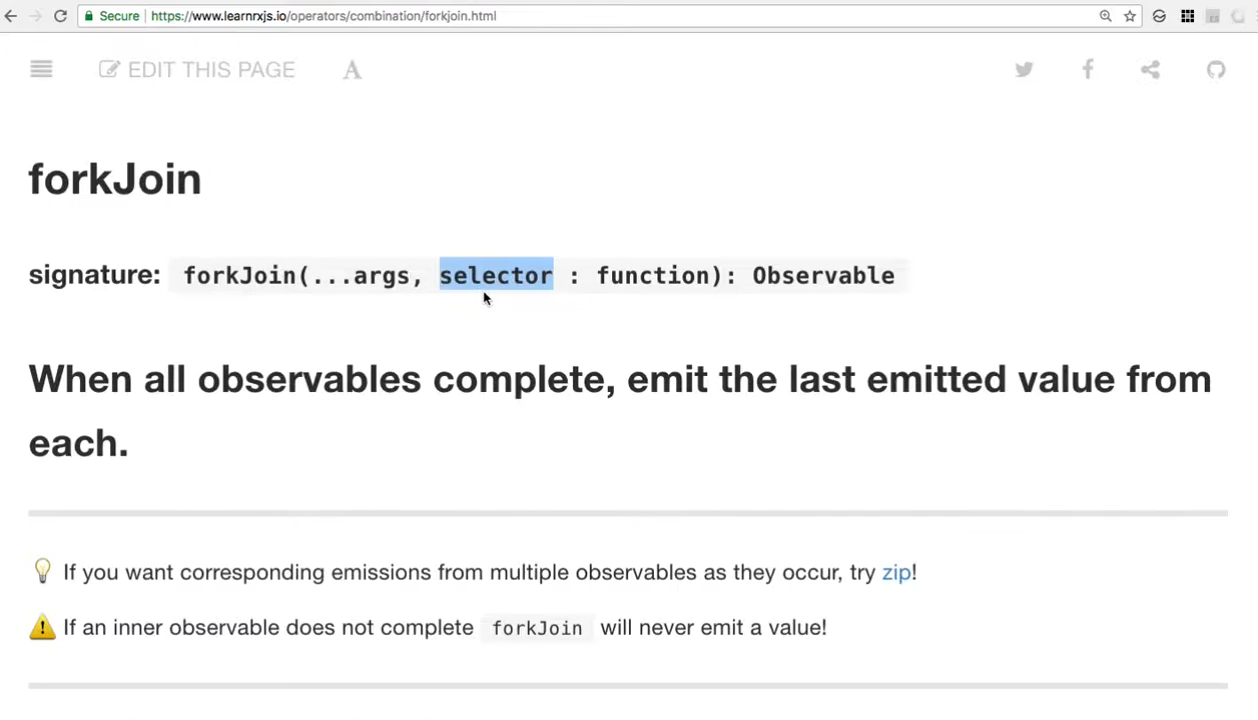 Secure https://www.learnrxjs.io/operators/combination/forkjoin.html
EDIT THIS PAGE A
forkJoin
signature: forkJoin(...args, selector : function): Observable
When all observables complete, emit the last emitted value from
each.
💡 If you want corresponding emissions from multiple observables as they occur, try zip!
⚠️ If an inner observable does not complete forkJoin will never emit a value!